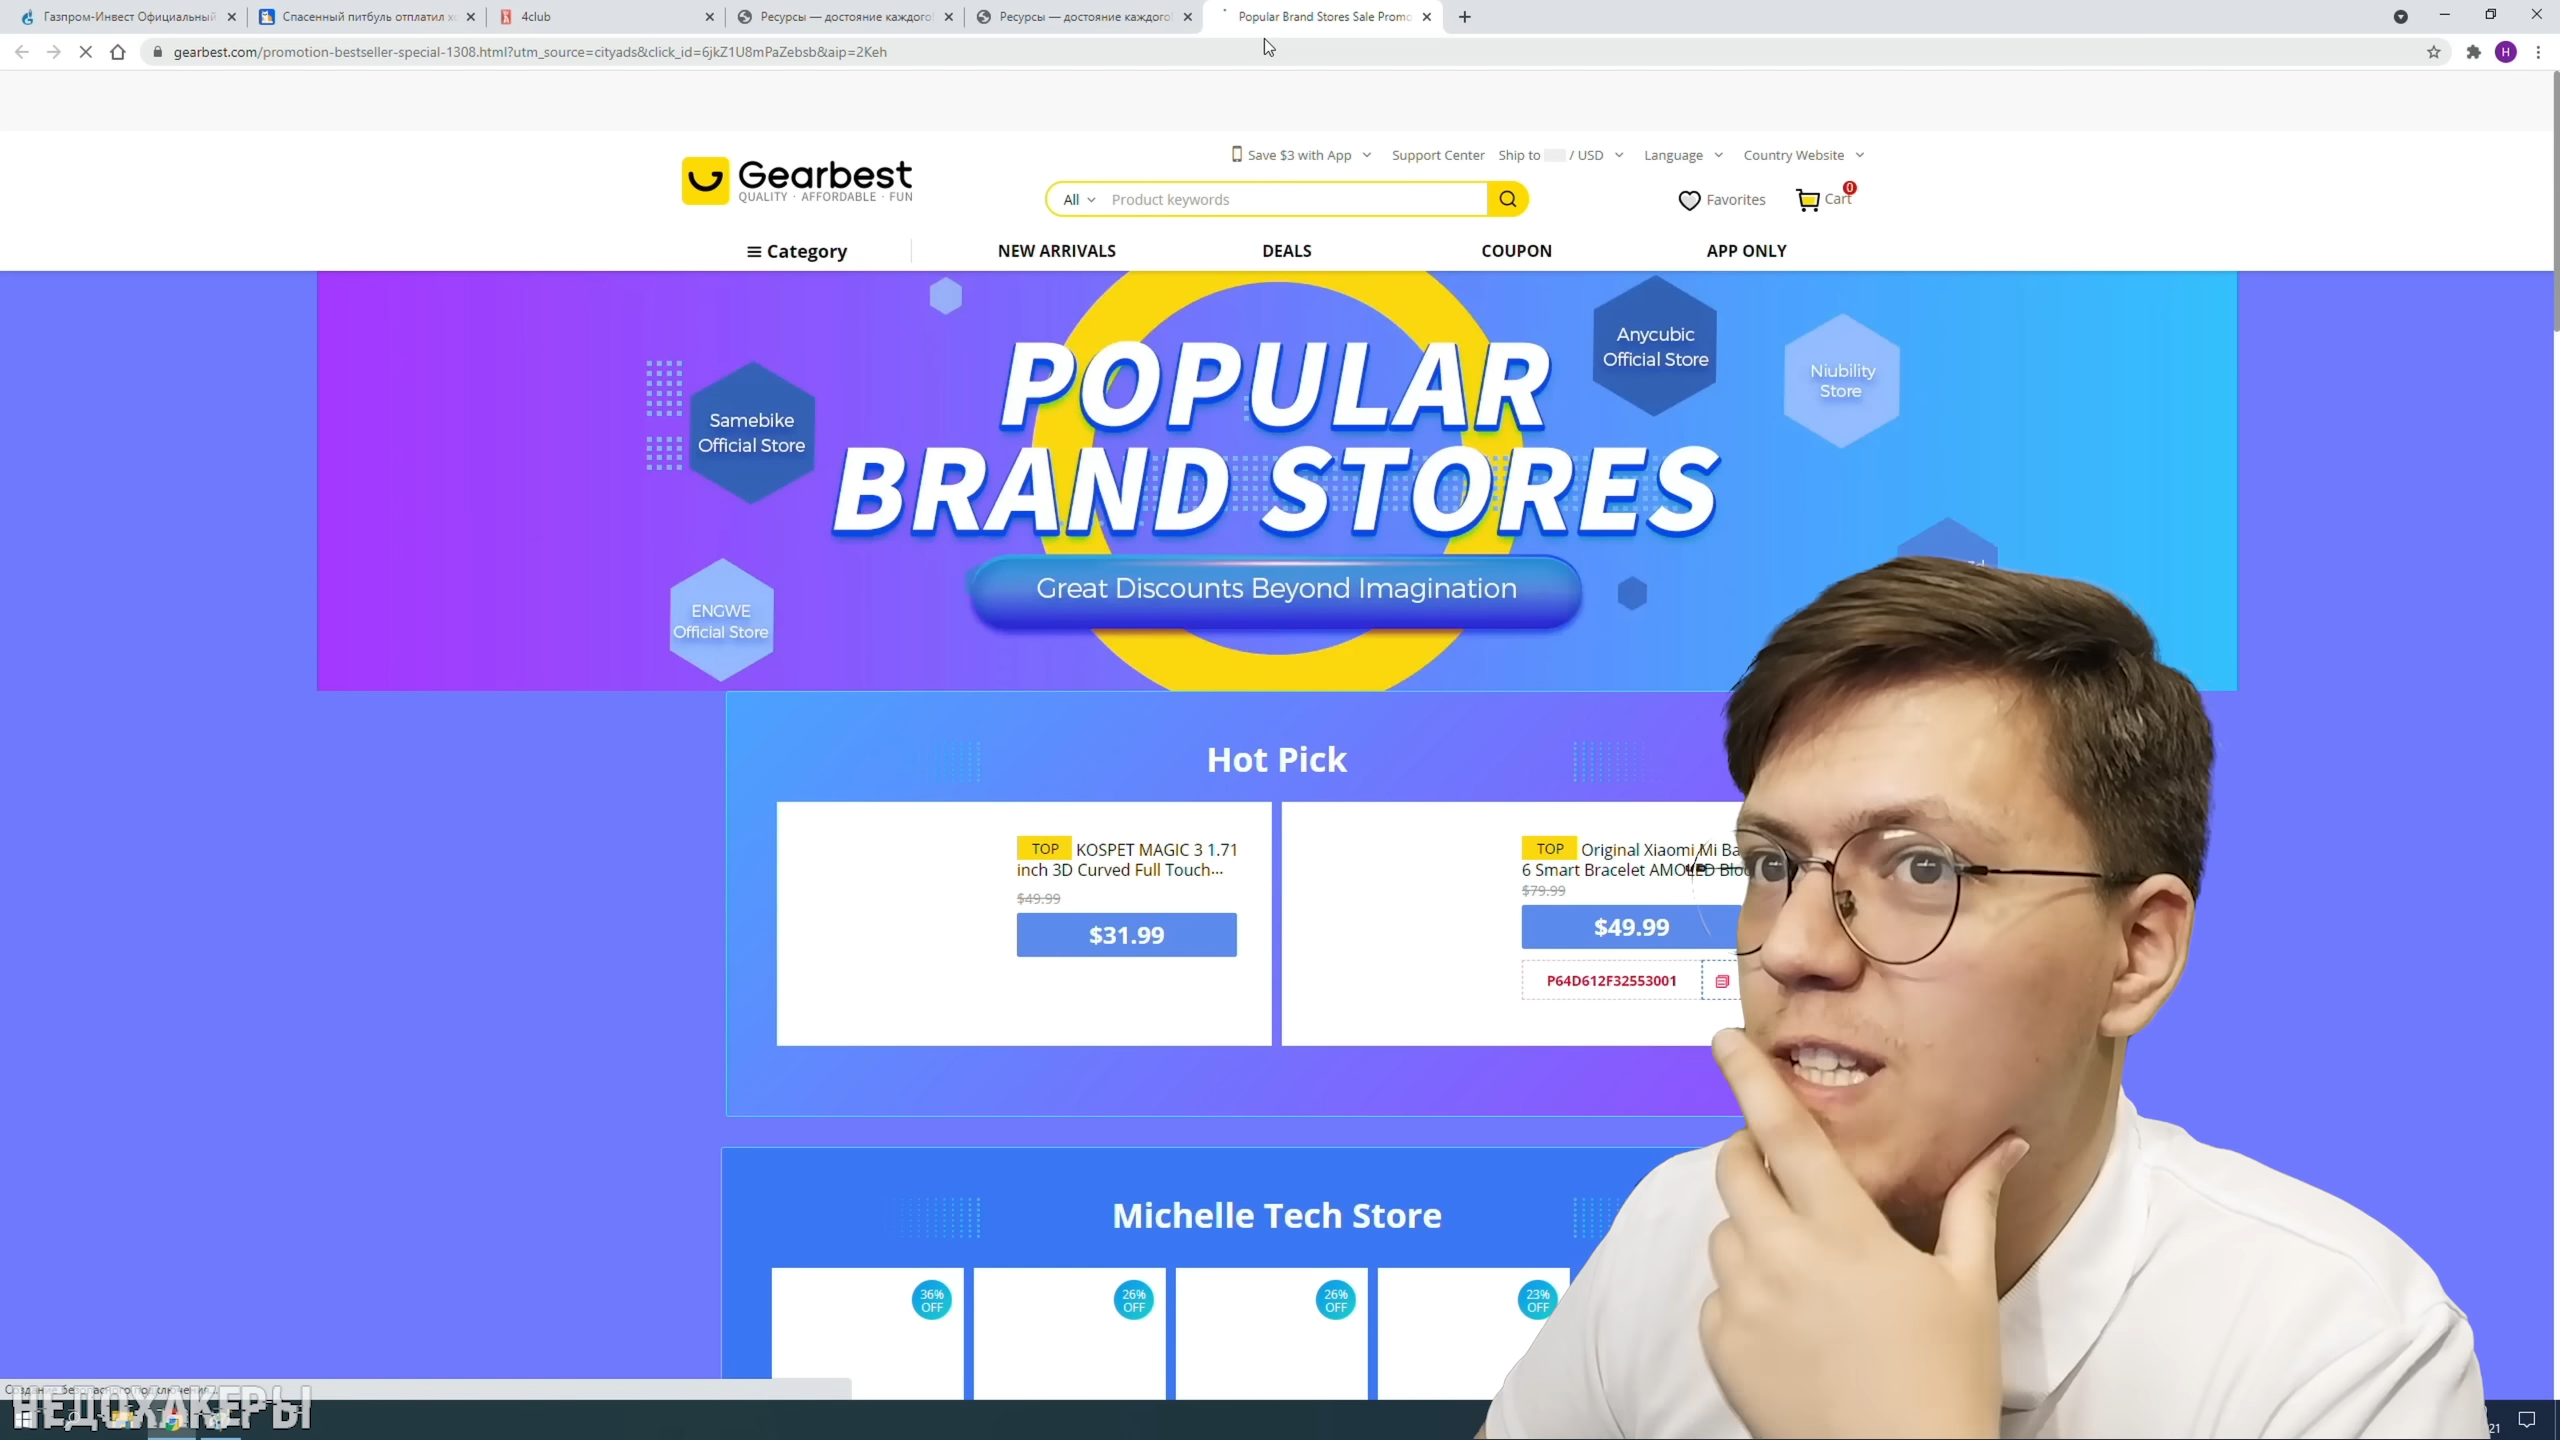 Газпром-Инвест Официальный
Спасенный питбуль отплатил х
4club
Ресурсы — достояние каждого
Ресурсы — достояние каждого
Popular Brand Stores Sale Promo
H
gearbest.com/promotion-bestseller-special-1308.html?utm_source=cityads&click_id=6jkZ1U8mPaZebsb&aip=2Keh
Save $3 with App
Support Center
Ship to / USD
Language
Country Website
Gearbest
QUALITY · AFFORDABLE · FUN
All
Product keywords
Favorites
Cart
0
Category
NEW ARRIVALS
DEALS
COUPON
APP ONLY
POPULAR
BRAND STORES
Great Discounts Beyond Imagination
Samebike
Official Store
ENGWE
Official Store
Anycubic
Official Store
Niubility
Store
Hot Pick
TOP KOSPET MAGIC 3 1.71
inch 3D Curved Full Touch...
$49.99
$31.99
TOP Original Xiaomi Mi Ba
6 Smart Bracelet AMOLED Bloo
$79.99
$49.99
P64D612F32553001
Michelle Tech Store
36%
OFF
26%
OFF
26%
OFF
23%
OFF
Создание безопасного подключения...
НЕДОХАКЕРЫ
21